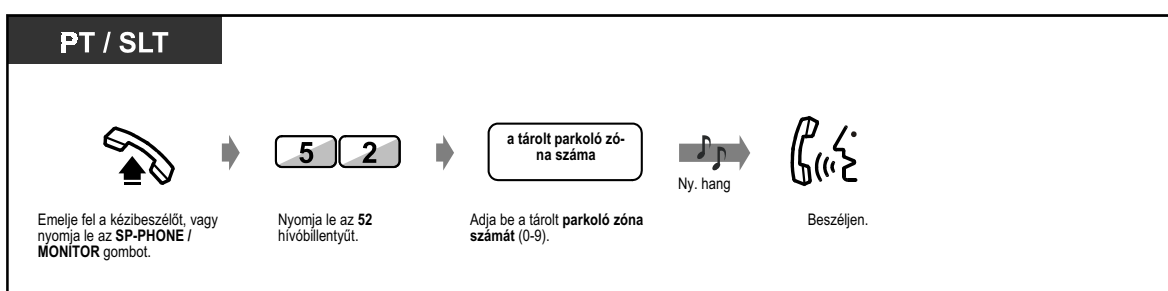 PT / SLT
5 2
a tárolt parkoló zó-
na száma
Ny. hang
Emelje fel a kézibeszélőt, vagy
nyomja le az SP-PHONE /
MONITOR gombot.
Nyomja le az 52
hívóbillentyűt.
Adja be a tárolt parkoló zóna
számát (0-9).
Beszéljen.